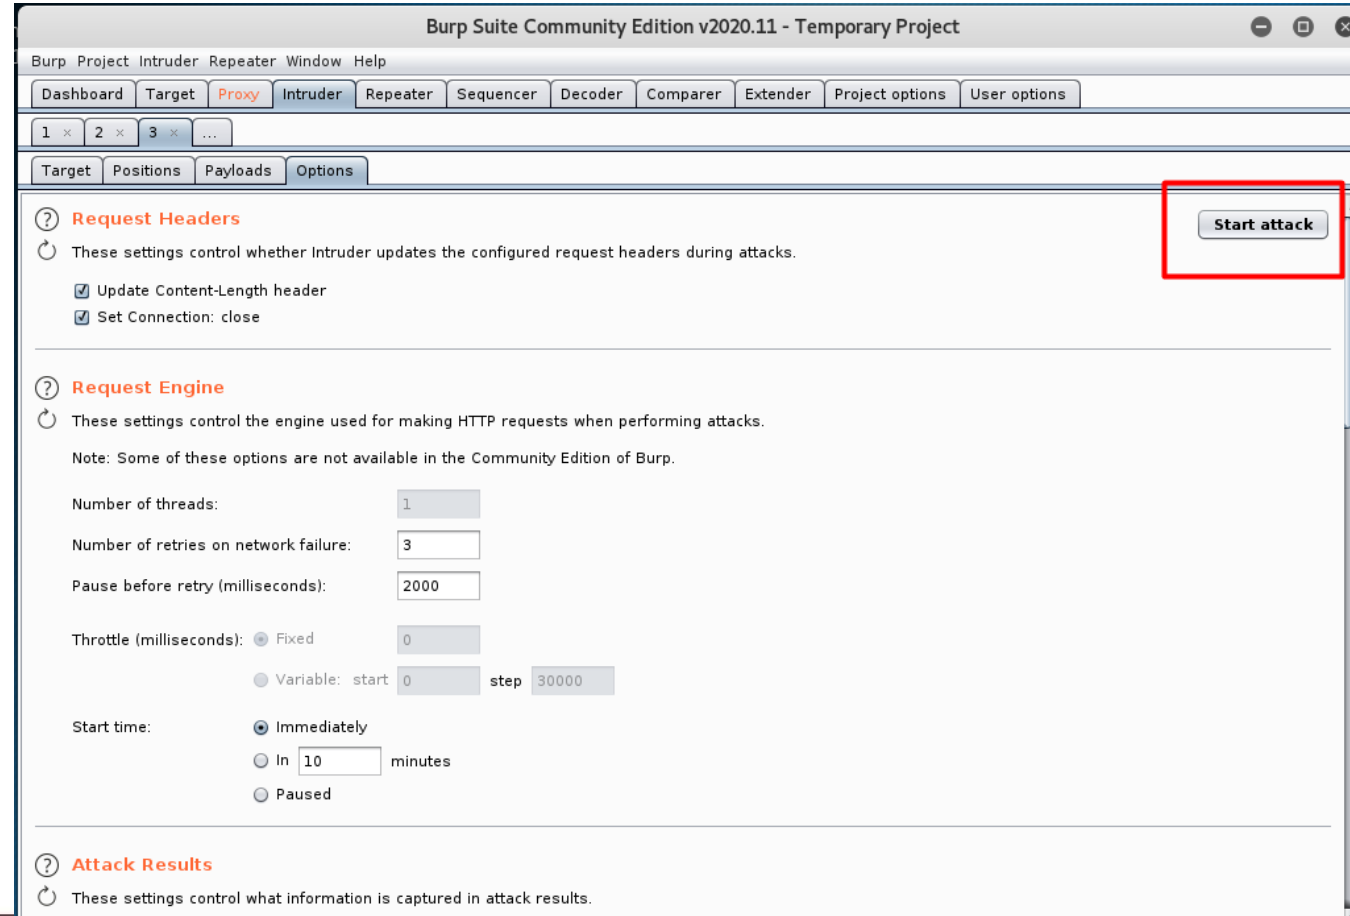 Burp Suite Community Edition v2020.11 - Temporary Project
Burp Project Intruder Repeater Window Help
Dashboard Target Proxy Intruder Repeater Sequencer Decoder Comparer Extender Project options User options
1 × 2 × 3 × ...
Target Positions Payloads Options
? Request Headers Start attack
These settings control whether Intruder updates the configured request headers during attacks.
Update Content-Length header
Set Connection: close
? Request Engine
These settings control the engine used for making HTTP requests when performing attacks.
Note: Some of these options are not available in the Community Edition of Burp.
Number of threads: 1
Number of retries on network failure: 3
Pause before retry (milliseconds): 2000
Throttle (milliseconds): Fixed 0
Variable: start 0 step 30000
Start time: Immediately
In 10 minutes
Paused
? Attack Results
These settings control what information is captured in attack results.